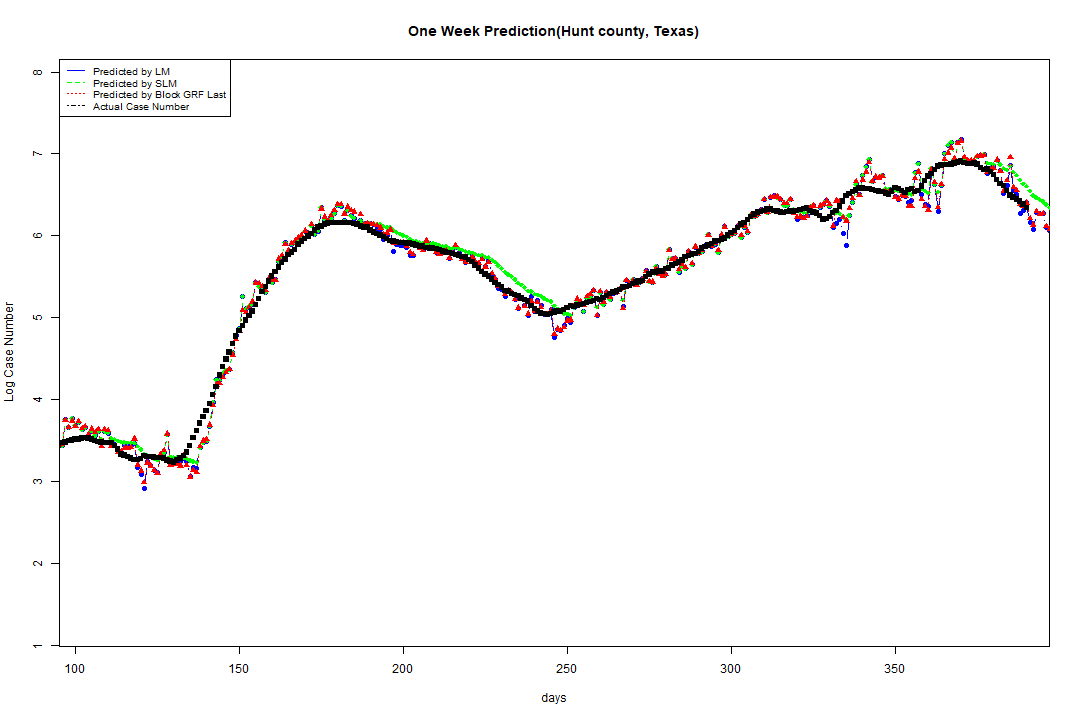 One Week Prediction(Hunt county, Texas)
Predicted by LM
Predicted by SLM
Predicted by Block GRF Last
Actual Case Number
8
7
6
5
4
3
2
1
Log Case Number
100 150 200 250 300 350
days